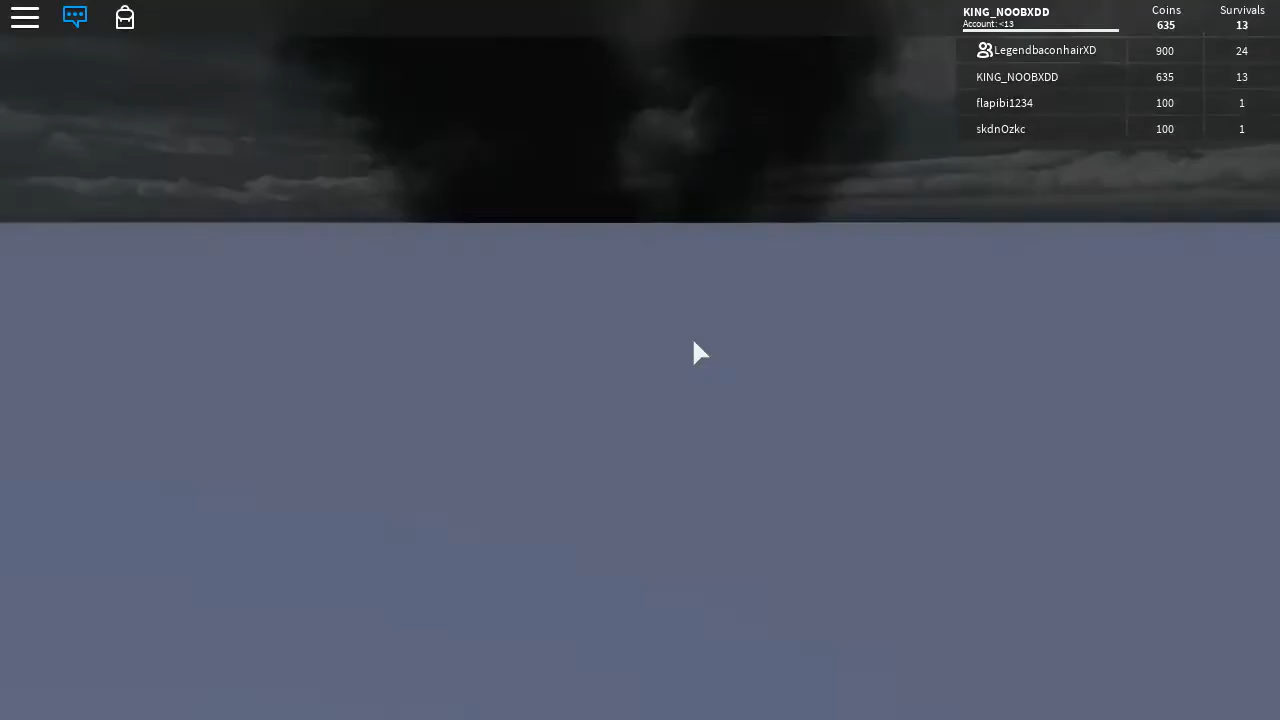 KING_NOOBXDD Coins Survivals
Account: <13 635 13
LegendbaconhairXD 900 24
KING_NOOBXDD 635 13
flapibi1234 100 1
skdnOzkc 100 1